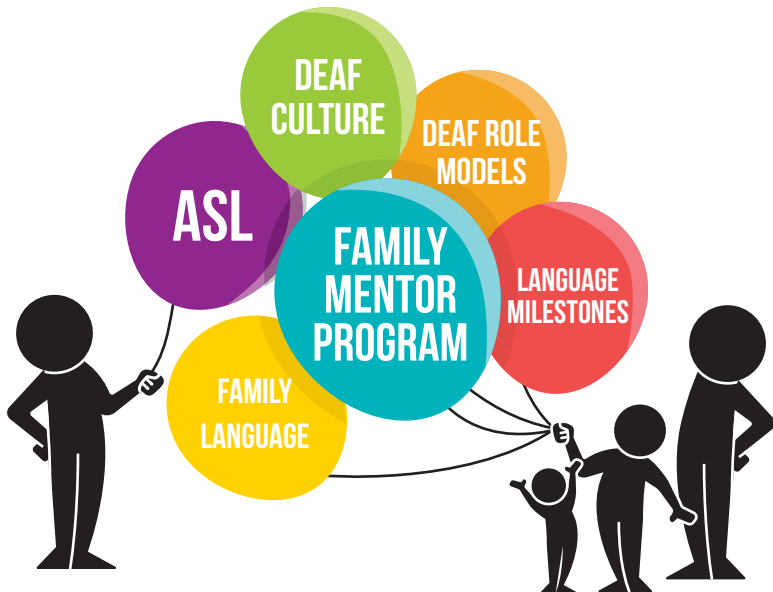 DEAF
CULTURE
DEAF ROLE
MODELS
ASL
FAMILY
MENTOR
PROGRAM
LANGUAGE
MILESTONES
FAMILY
LANGUAGE